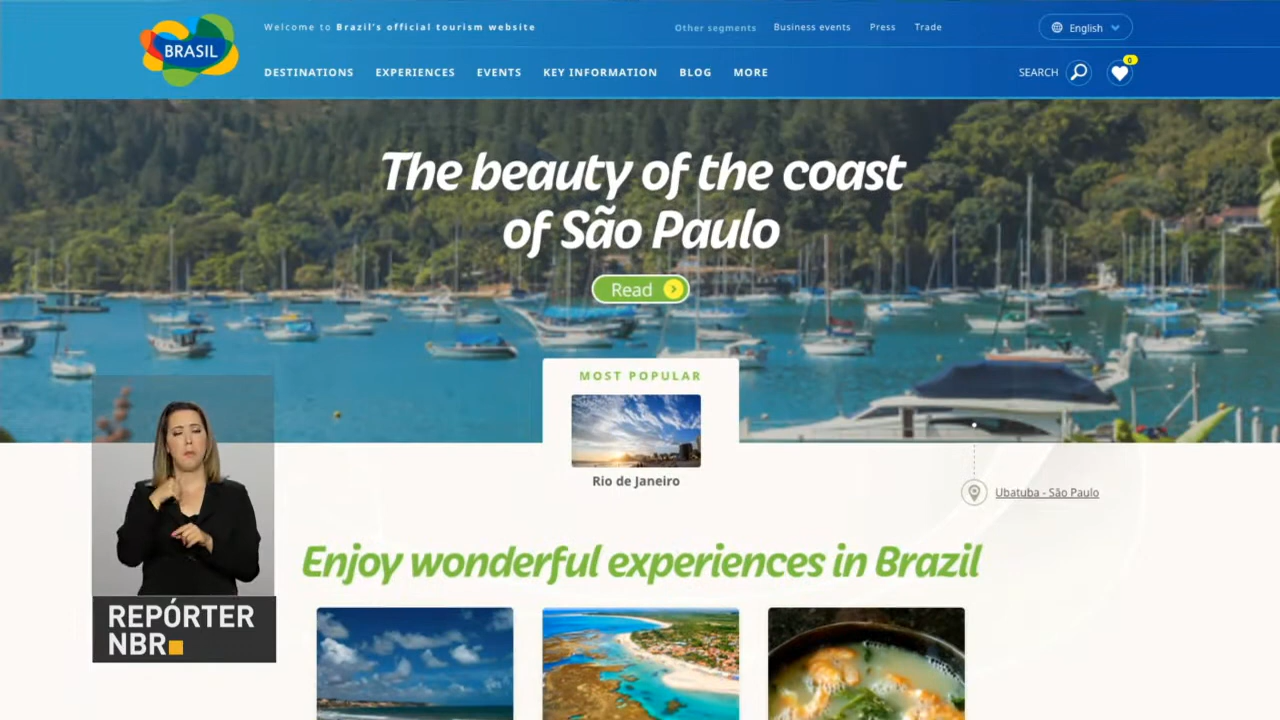 BRASIL
Welcome to Brazil's official tourism website
Other segments
Business events
Press
Trade
English
DESTINATIONS
EXPERIENCES
EVENTS
KEY INFORMATION
BLOG
MORE
SEARCH
0
The beauty of the coast
of São Paulo
Read
MOST POPULAR
Rio de Janeiro
Ubatuba - São Paulo
Enjoy wonderful experiences in Brazil
REPÓRTER
NBR